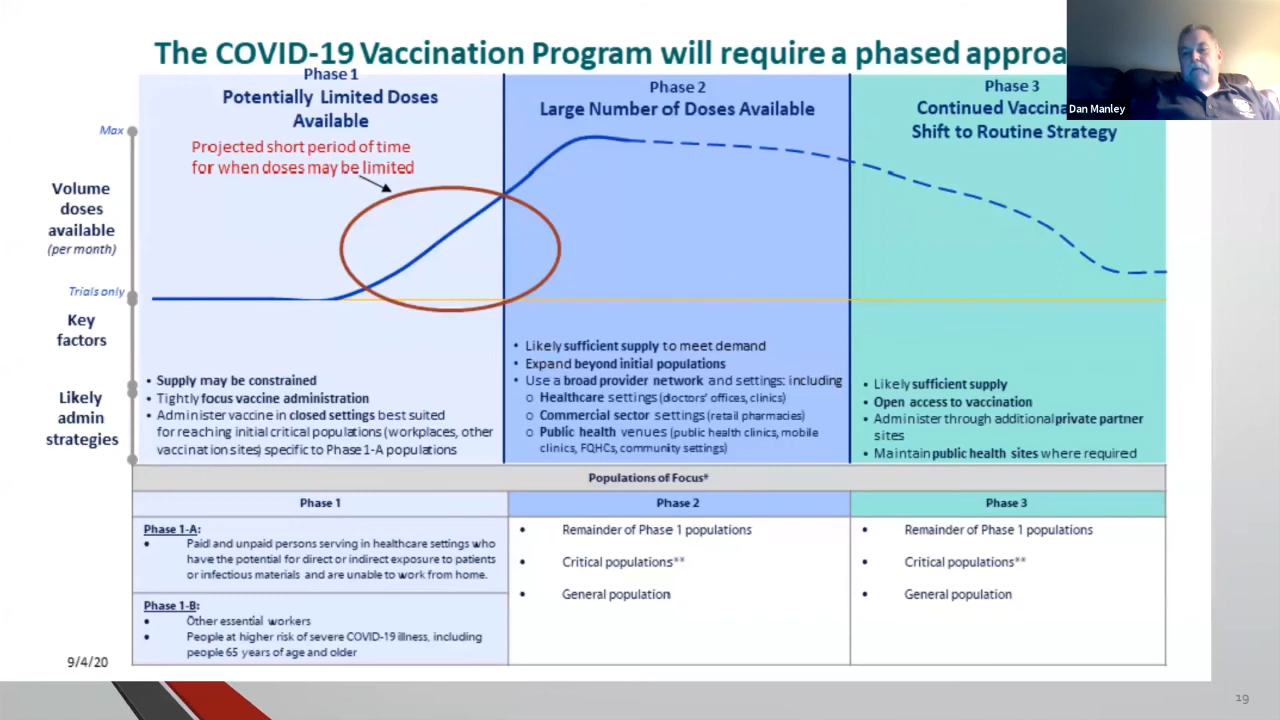 The COVID-19 Vaccination Program will require a phased approa
Dan Manley
Phase 1
Potentially Limited Doses
Available
Projected short period of time
for when doses may be limited
Phase 2
Large Number of Doses Available
Phase 3
Continued Vaccina
Shift to Routine Strategy
Max
Volume
doses
available
(per month)
Trials only
Key
factors
Likely
admin
strategies
• Supply may be constrained
• Tightly focus vaccine administration
• Administer vaccine in closed settings best suited
for reaching initial critical populations (workplaces, other
vaccination sites) specific to Phase 1-A populations
• Likely sufficient supply to meet demand
• Expand beyond initial populations
• Use a broad provider network and settings: including
o Healthcare settings (doctors' offices, clinics)
o Commercial sector settings (retail pharmacies)
o Public health venues (public health clinics, mobile
clinics, FQHCs, community settings)
• Likely sufficient supply
• Open access to vaccination
• Administer through additional private partner
sites
• Maintain public health sites where required
Populations of Focus*
Phase 1
Phase 2
Phase 3
Phase 1-A:
• Paid and unpaid persons serving in healthcare settings who
have the potential for direct or indirect exposure to patients
or infectious materials and are unable to work from home.
Phase 1-B:
• Other essential workers
• People at higher risk of severe COVID-19 illness, including
people 65 years of age and older
• Remainder of Phase 1 populations
• Critical populations**
• General population
• Remainder of Phase 1 populations
• Critical populations**
• General population
9/4/20
19